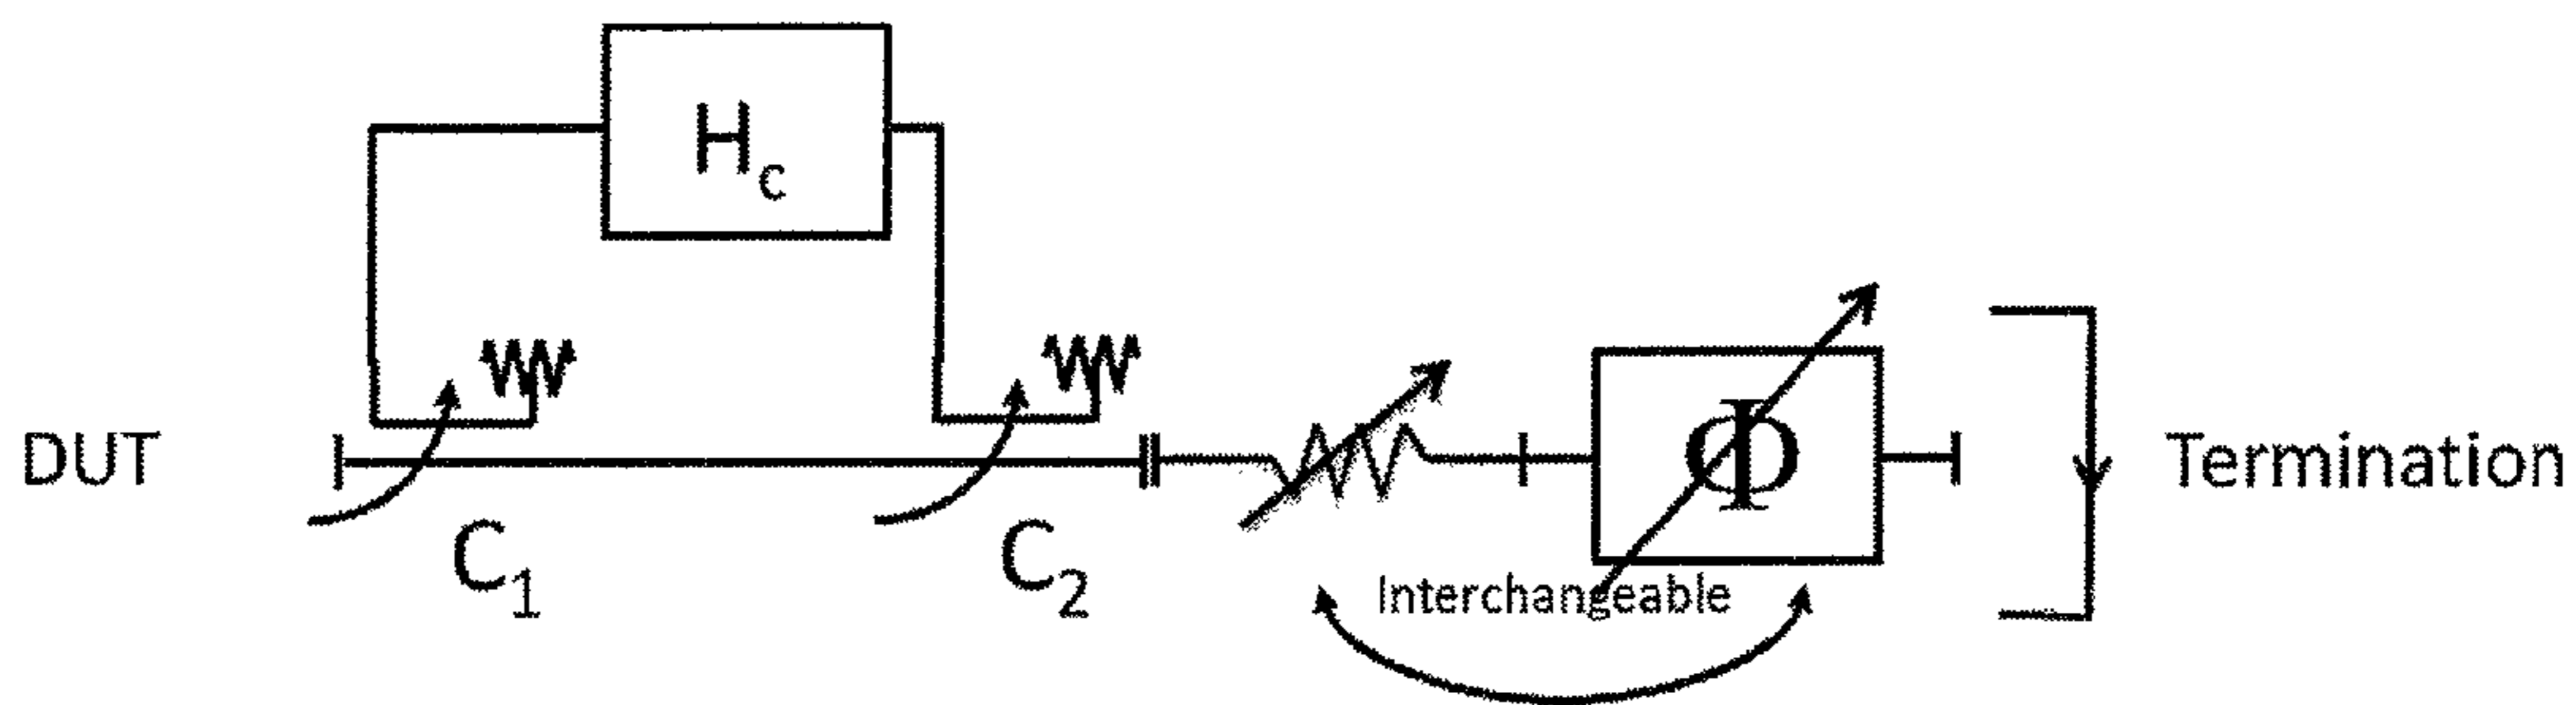 H_c
DUT
C_1
C_2
Φ
Interchangeable
Termination